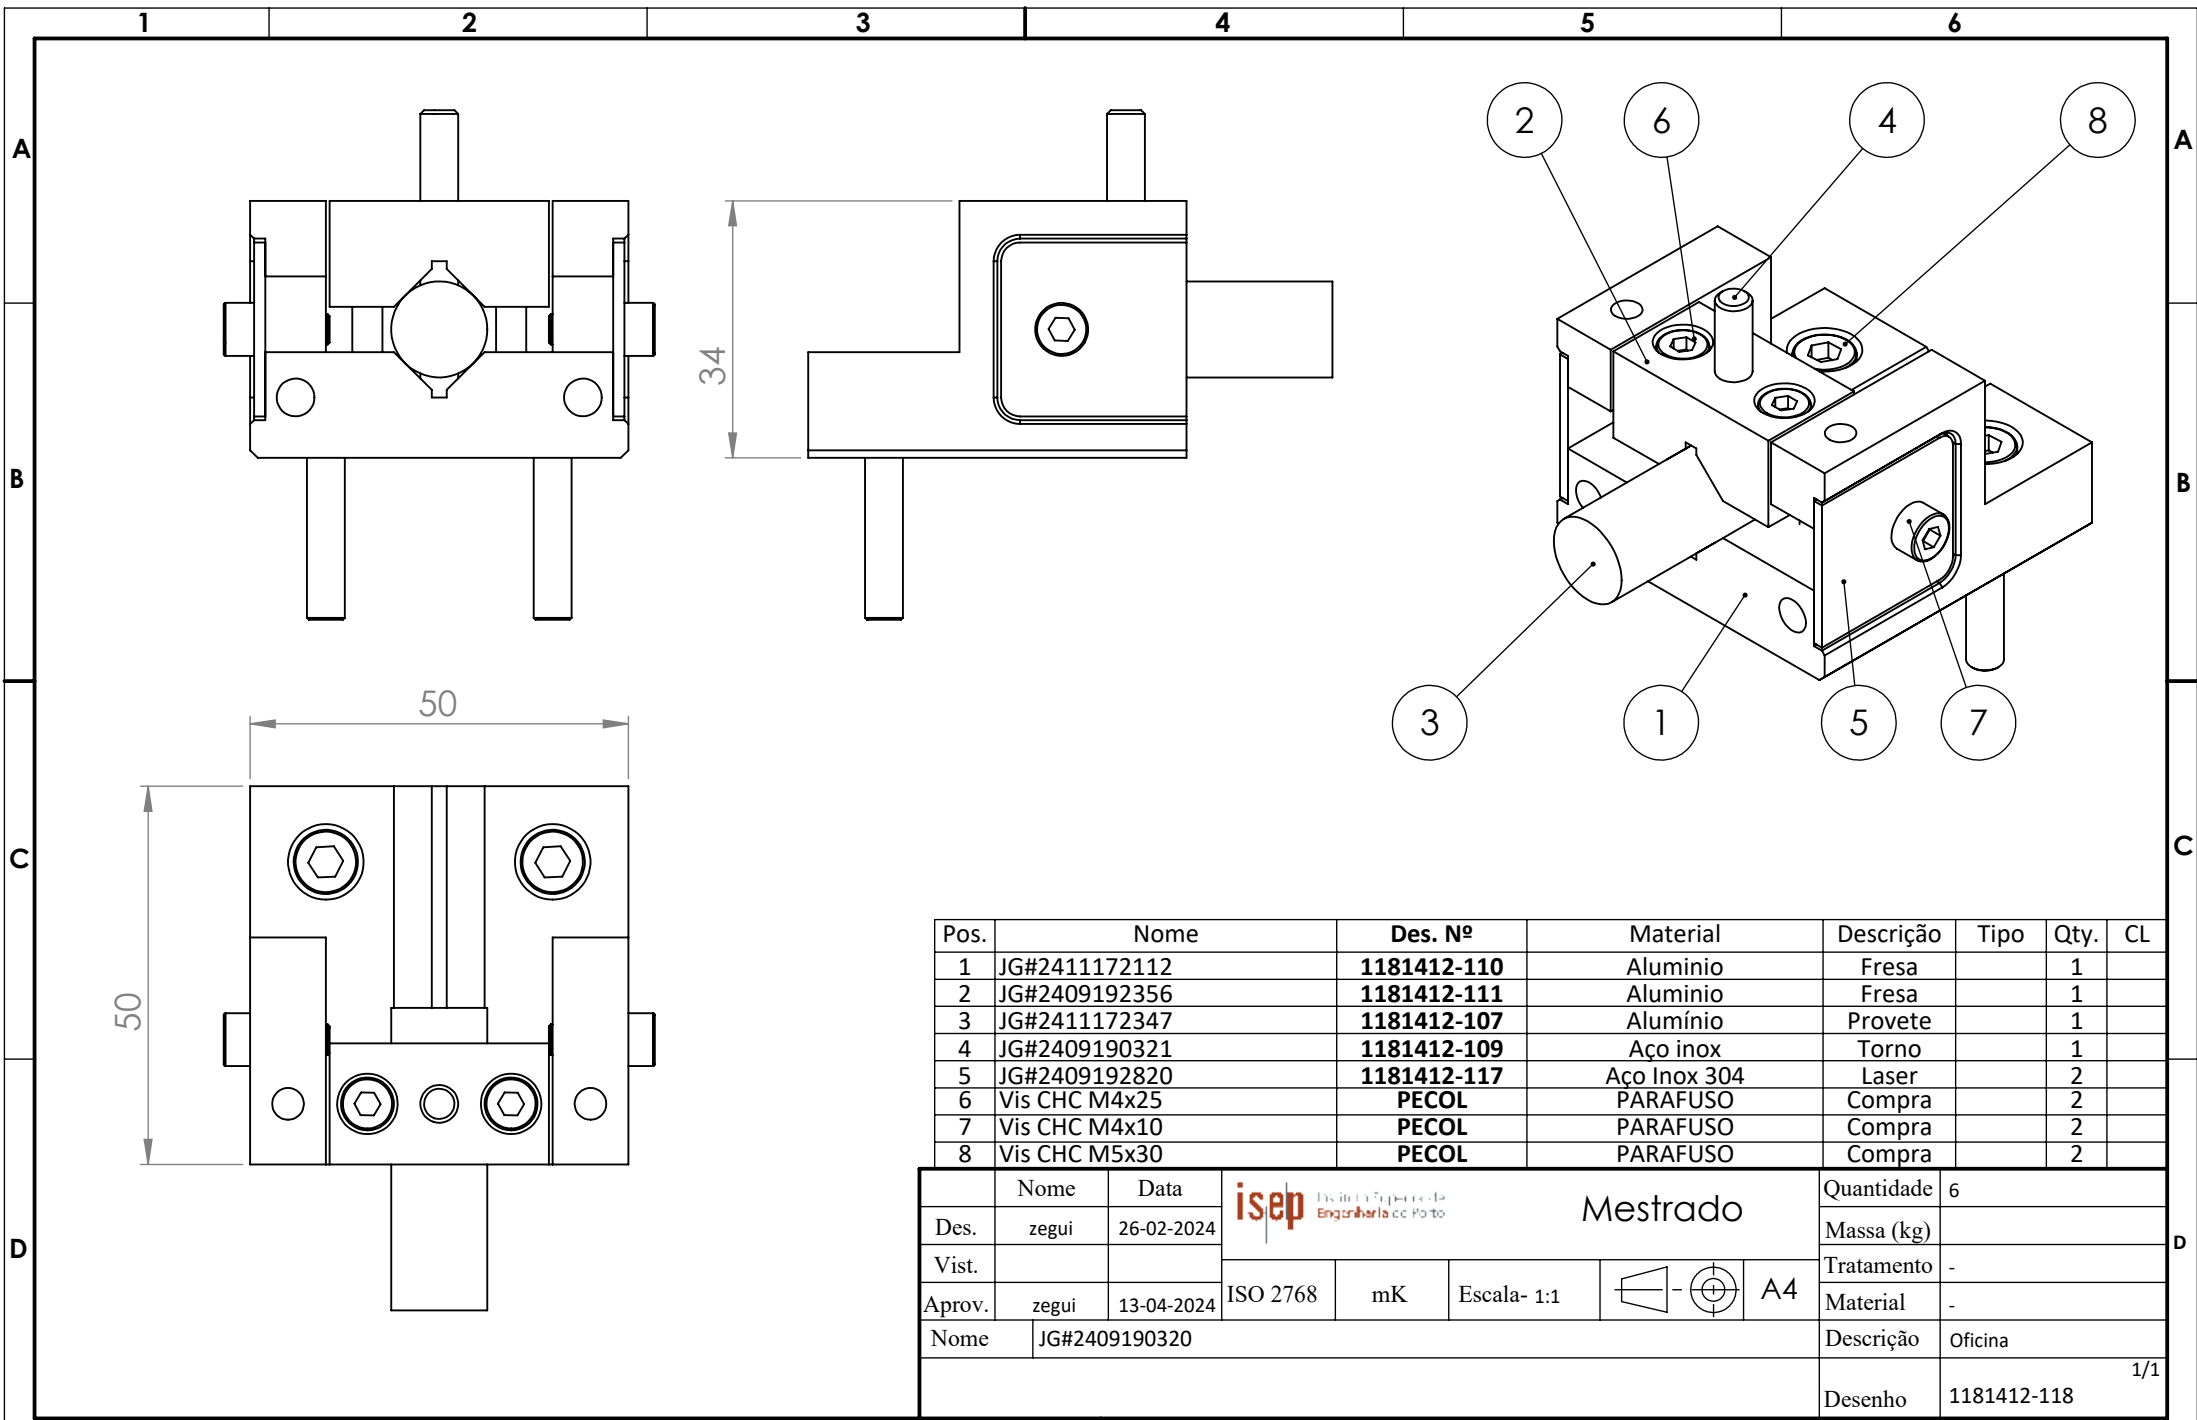 1 2 3 4 5 6
A A
B B
C C
D D
34
50
50
2 6 4 8
3 1 5 7
Pos. Nome Des. Nº Material Descrição Tipo Qty. CL
1 JG#2411172112 1181412-110 Aluminio Fresa 1
2 JG#2409192356 1181412-111 Aluminio Fresa 1
3 JG#2411172347 1181412-107 Alumínio Provete 1
4 JG#2409190321 1181412-109 Aço inox Torno 1
5 JG#2409192820 1181412-117 Aço Inox 304 Laser 2
6 Vis CHC M4x25 PECOL PARAFUSO Compra 2
7 Vis CHC M4x10 PECOL PARAFUSO Compra 2
8 Vis CHC M5x30 PECOL PARAFUSO Compra 2
Nome Data
Des. zegui 26-02-2024
Vist.
Aprov. zegui 13-04-2024
isep
Engenharia do Porto
Mestrado
ISO 2768 mK Escala- 1:1 A4
Quantidade 6
Massa (kg)
Tratamento -
Material -
Nome JG#2409190320
Descrição Oficina
1/1
Desenho 1181412-118